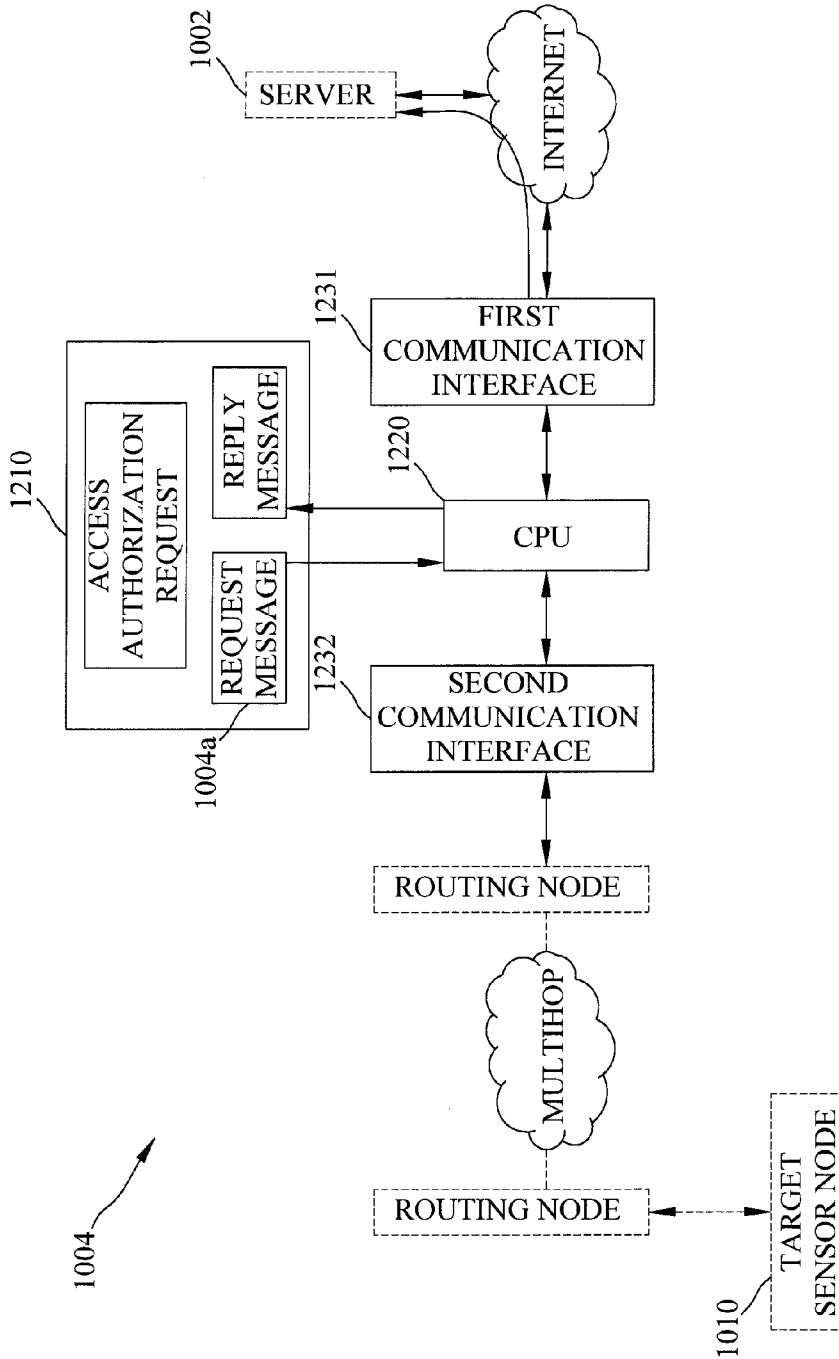 1004
1210
ACCESS
AUTHORIZATION
REQUEST
REQUEST
MESSAGE
REPLY
MESSAGE
1004a
1232
1220
1231
1002
SERVER
TARGET
SENSOR NODE
1010
ROUTING NODE
MULTIHOP
ROUTING NODE
SECOND
COMMUNICATION
INTERFACE
CPU
FIRST
COMMUNICATION
INTERFACE
INTERNET